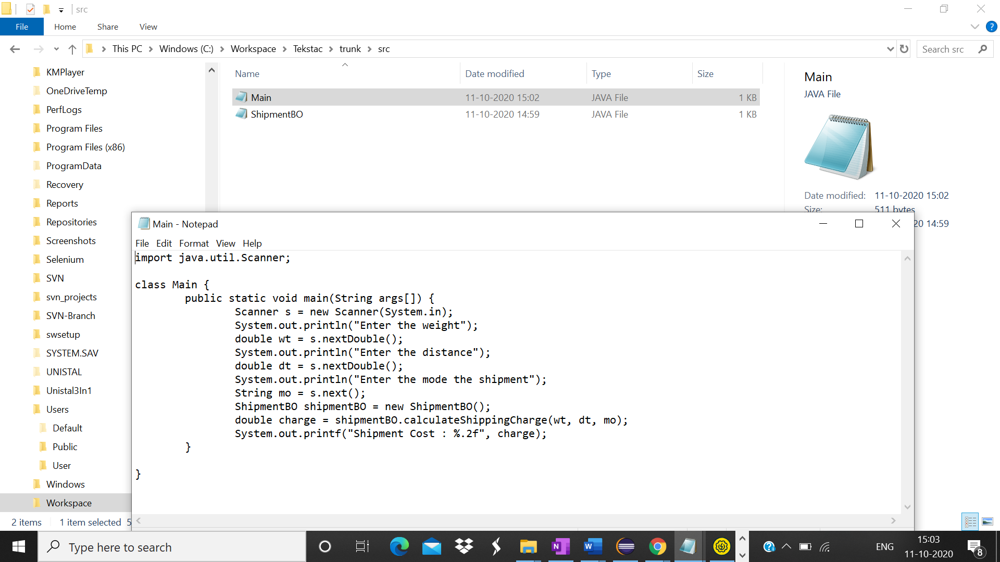 src
File Home Share View
This PC Windows (C:) Workspace Tekstac trunk src
Search src
KMPlayer
OneDriveTemp
PerfLogs
Program Files
Program Files (x86)
ProgramData
Recovery
Reports
Repositories
Screenshots
Selenium
SVN
svn_projects
SVN-Branch
swsetup
SYSTEM.SAV
UNISTAL
Unistal3In1
Users
Default
Public
User
Windows
Workspace
Name Date modified Type Size
Main 11-10-2020 15:02 JAVA File 1 KB
ShipmentBO 11-10-2020 14:59 JAVA File 1 KB
Main
JAVA File
Date modified: 11-10-2020 15:02
Size: 511 bytes
20 14:59
Main - Notepad
File Edit Format View Help
import java.util.Scanner;
class Main {
public static void main(String args[]) {
Scanner s = new Scanner(System.in);
System.out.println("Enter the weight");
double wt = s.nextDouble();
System.out.println("Enter the distance");
double dt = s.nextDouble();
System.out.println("Enter the mode the shipment");
String mo = s.next();
ShipmentBO shipmentBO = new ShipmentBO();
double charge = shipmentBO.calculateShippingCharge(wt, dt, mo);
System.out.printf("Shipment Cost : %.2f", charge);
}
}
2 items 1 item selected 5
Type here to search
ENG
15:03
11-10-2020
8